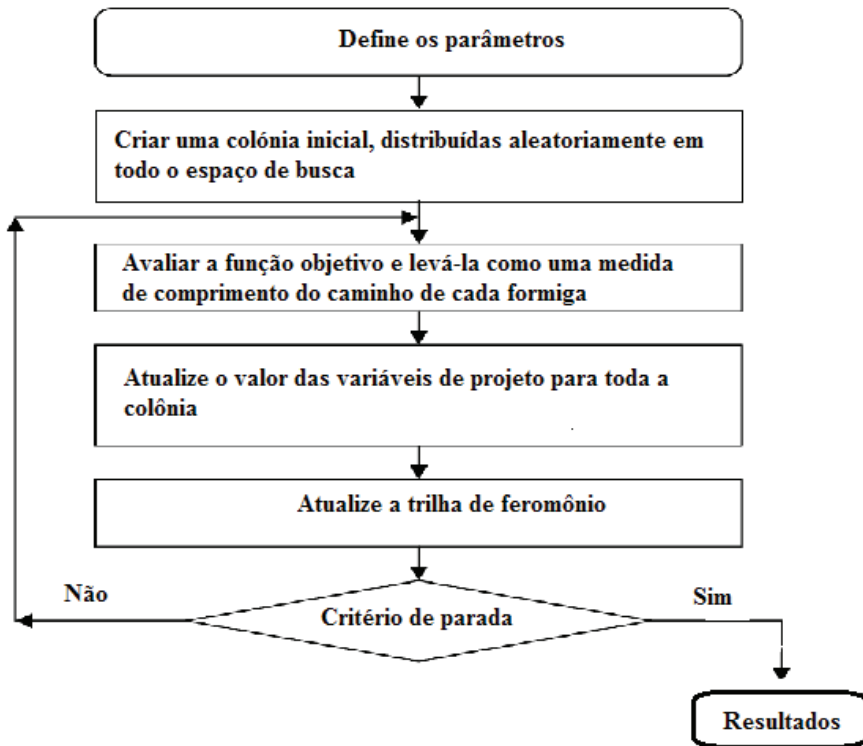 Define os parâmetros
Criar uma colónia inicial, distribuídas aleatoriamente em
todo o espaço de busca
Avaliar a função objetivo e levá-la como uma medida
de comprimento do caminho de cada formiga
Atualize o valor das variáveis de projeto para toda a
colônia
Atualize a trilha de feromônio
Não
Critério de parada
Sim
Resultados